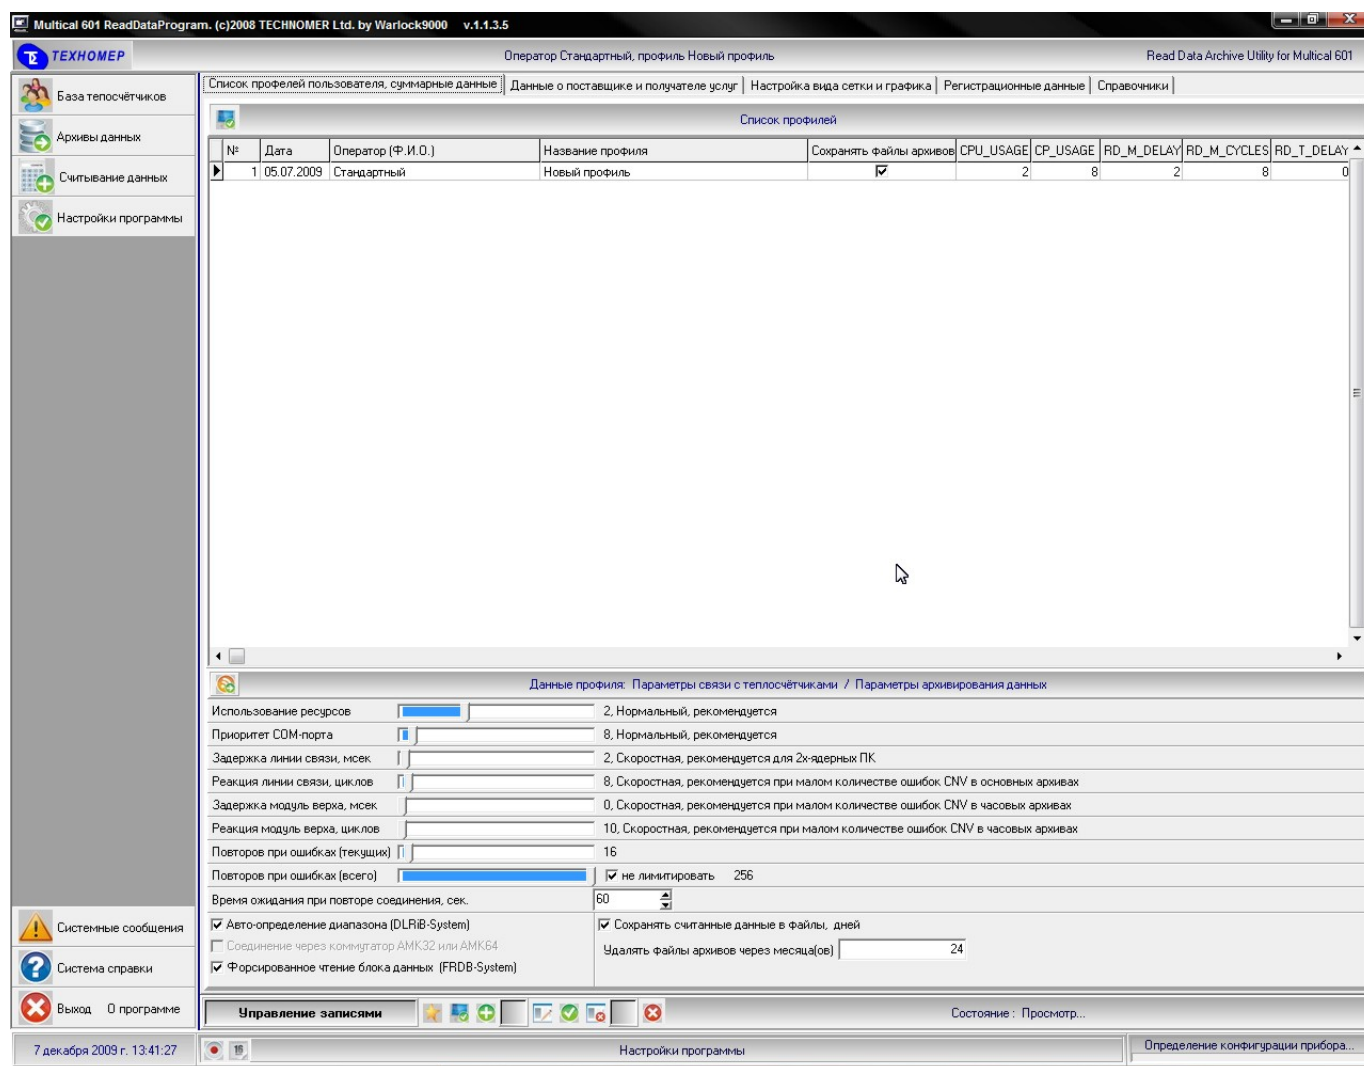 Multical 601 ReadDataProgram. (c)2008 TECHNOMER Ltd. by Warlock9000 v.1.1.3.5
ТЕХНОМЕР
Оператор Стандартный, профиль Новый профиль
Read Data Archive Utility for Multical 601
База тепосчётчиков
Архивы данных
Считывание данных
Настройки программы
Список профелей пользователя, суммарные данные
Данные о поставщике и получателе услуг
Настройка вида сетки и графика
Регистрационные данные
Справочники
Список профилей
№ Дата Оператор (Ф.И.О.) Название профиля Сохранять файлы архивов CPU_USAGE CP_USAGE RD_M_DELAY RD_M_CYCLES RD_T_DELAY
1 05.07.2009 Стандартный Новый профиль 2 8 2 8 0
Данные профиля: Параметры связи с теплосчётчиками / Параметры архивирования данных
Использование ресурсов 2, Нормальный, рекомендуется
Приоритет COM-порта 8, Нормальный, рекомендуется
Задержка линии связи, мсек 2, Скоростная, рекомендуется для 2х-ядерных ПК
Реакция линии связи, циклов 8, Скоростная, рекомендуется при малом количестве ошибок CNV в основных архивах
Задержка модуль верха, мсек 0, Скоростная, рекомендуется при малом количестве ошибок CNV в часовых архивах
Реакция модуль верха, циклов 10, Скоростная, рекомендуется при малом количестве ошибок CNV в часовых архивах
Повторов при ошибках (текущих) 16
Повторов при ошибках (всего) не лимитировать 256
Время ожидания при повторе соединения, сек. 60
Авто-определение диапазона (DLRiB-System)
Соединение через коммутатор АМК32 или АМК64
Форсированное чтение блока данных (FRDB-System)
Сохранять считанные данные в файлы, дней
Удалять файлы архивов через месяца(ов) 24
Системные сообщения
Система справки
Выход О программе
Управление записями
Состояние : Просмотр...
7 декабря 2009 г. 13:41:27
Настройки программы
Определение конфигурации прибора...